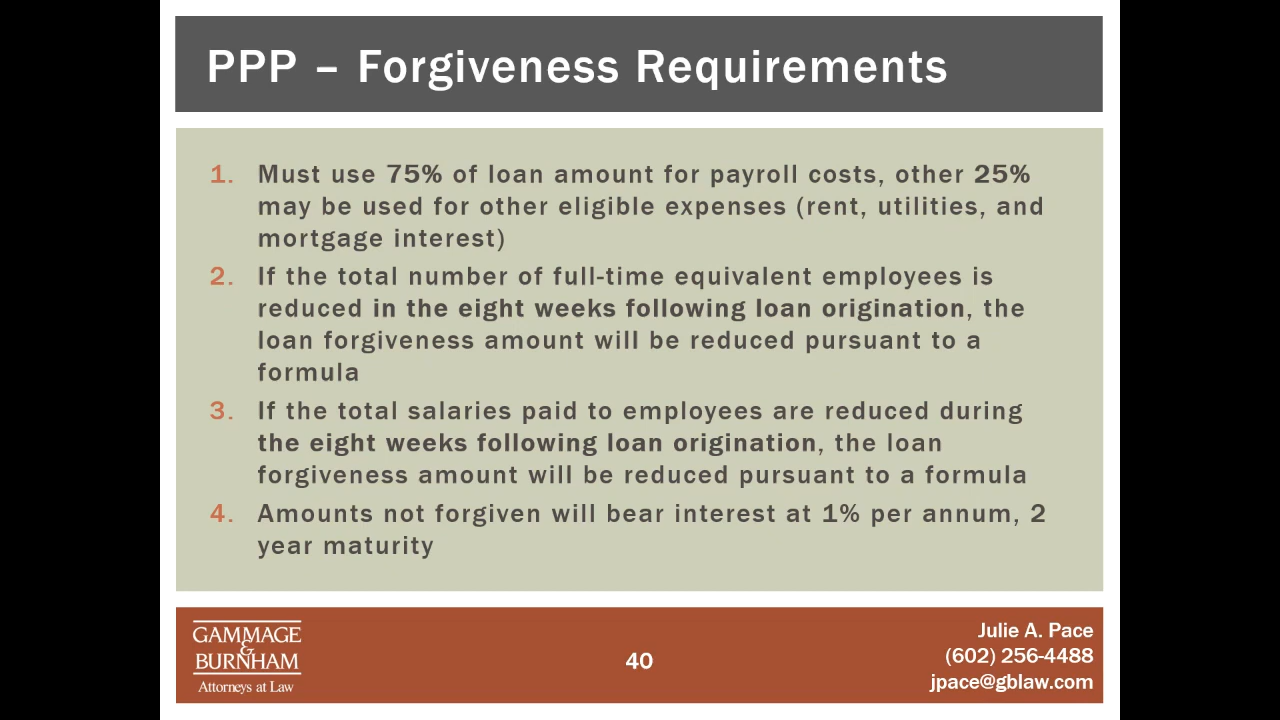 PPP – Forgiveness Requirements
1. Must use 75% of loan amount for payroll costs, other 25%
may be used for other eligible expenses (rent, utilities, and
mortgage interest)
2. If the total number of full-time equivalent employees is
reduced in the eight weeks following loan origination, the
loan forgiveness amount will be reduced pursuant to a
formula
3. If the total salaries paid to employees are reduced during
the eight weeks following loan origination, the loan
forgiveness amount will be reduced pursuant to a formula
4. Amounts not forgiven will bear interest at 1% per annum, 2
year maturity
GAMMAGE
&
BURNHAM
Attorneys at Law
40
Julie A. Pace
(602) 256-4488
jpace@gblaw.com